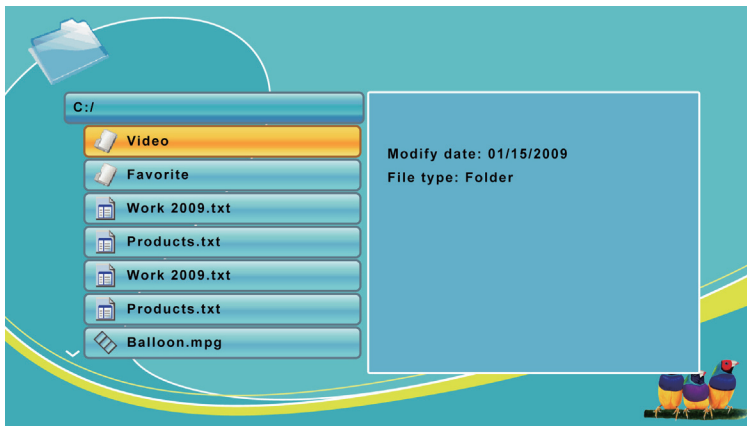 C:/
Video
Favorite
Work 2009.txt
Products.txt
Work 2009.txt
Products.txt
Balloon.mpg
Modify date: 01/15/2009
File type: Folder